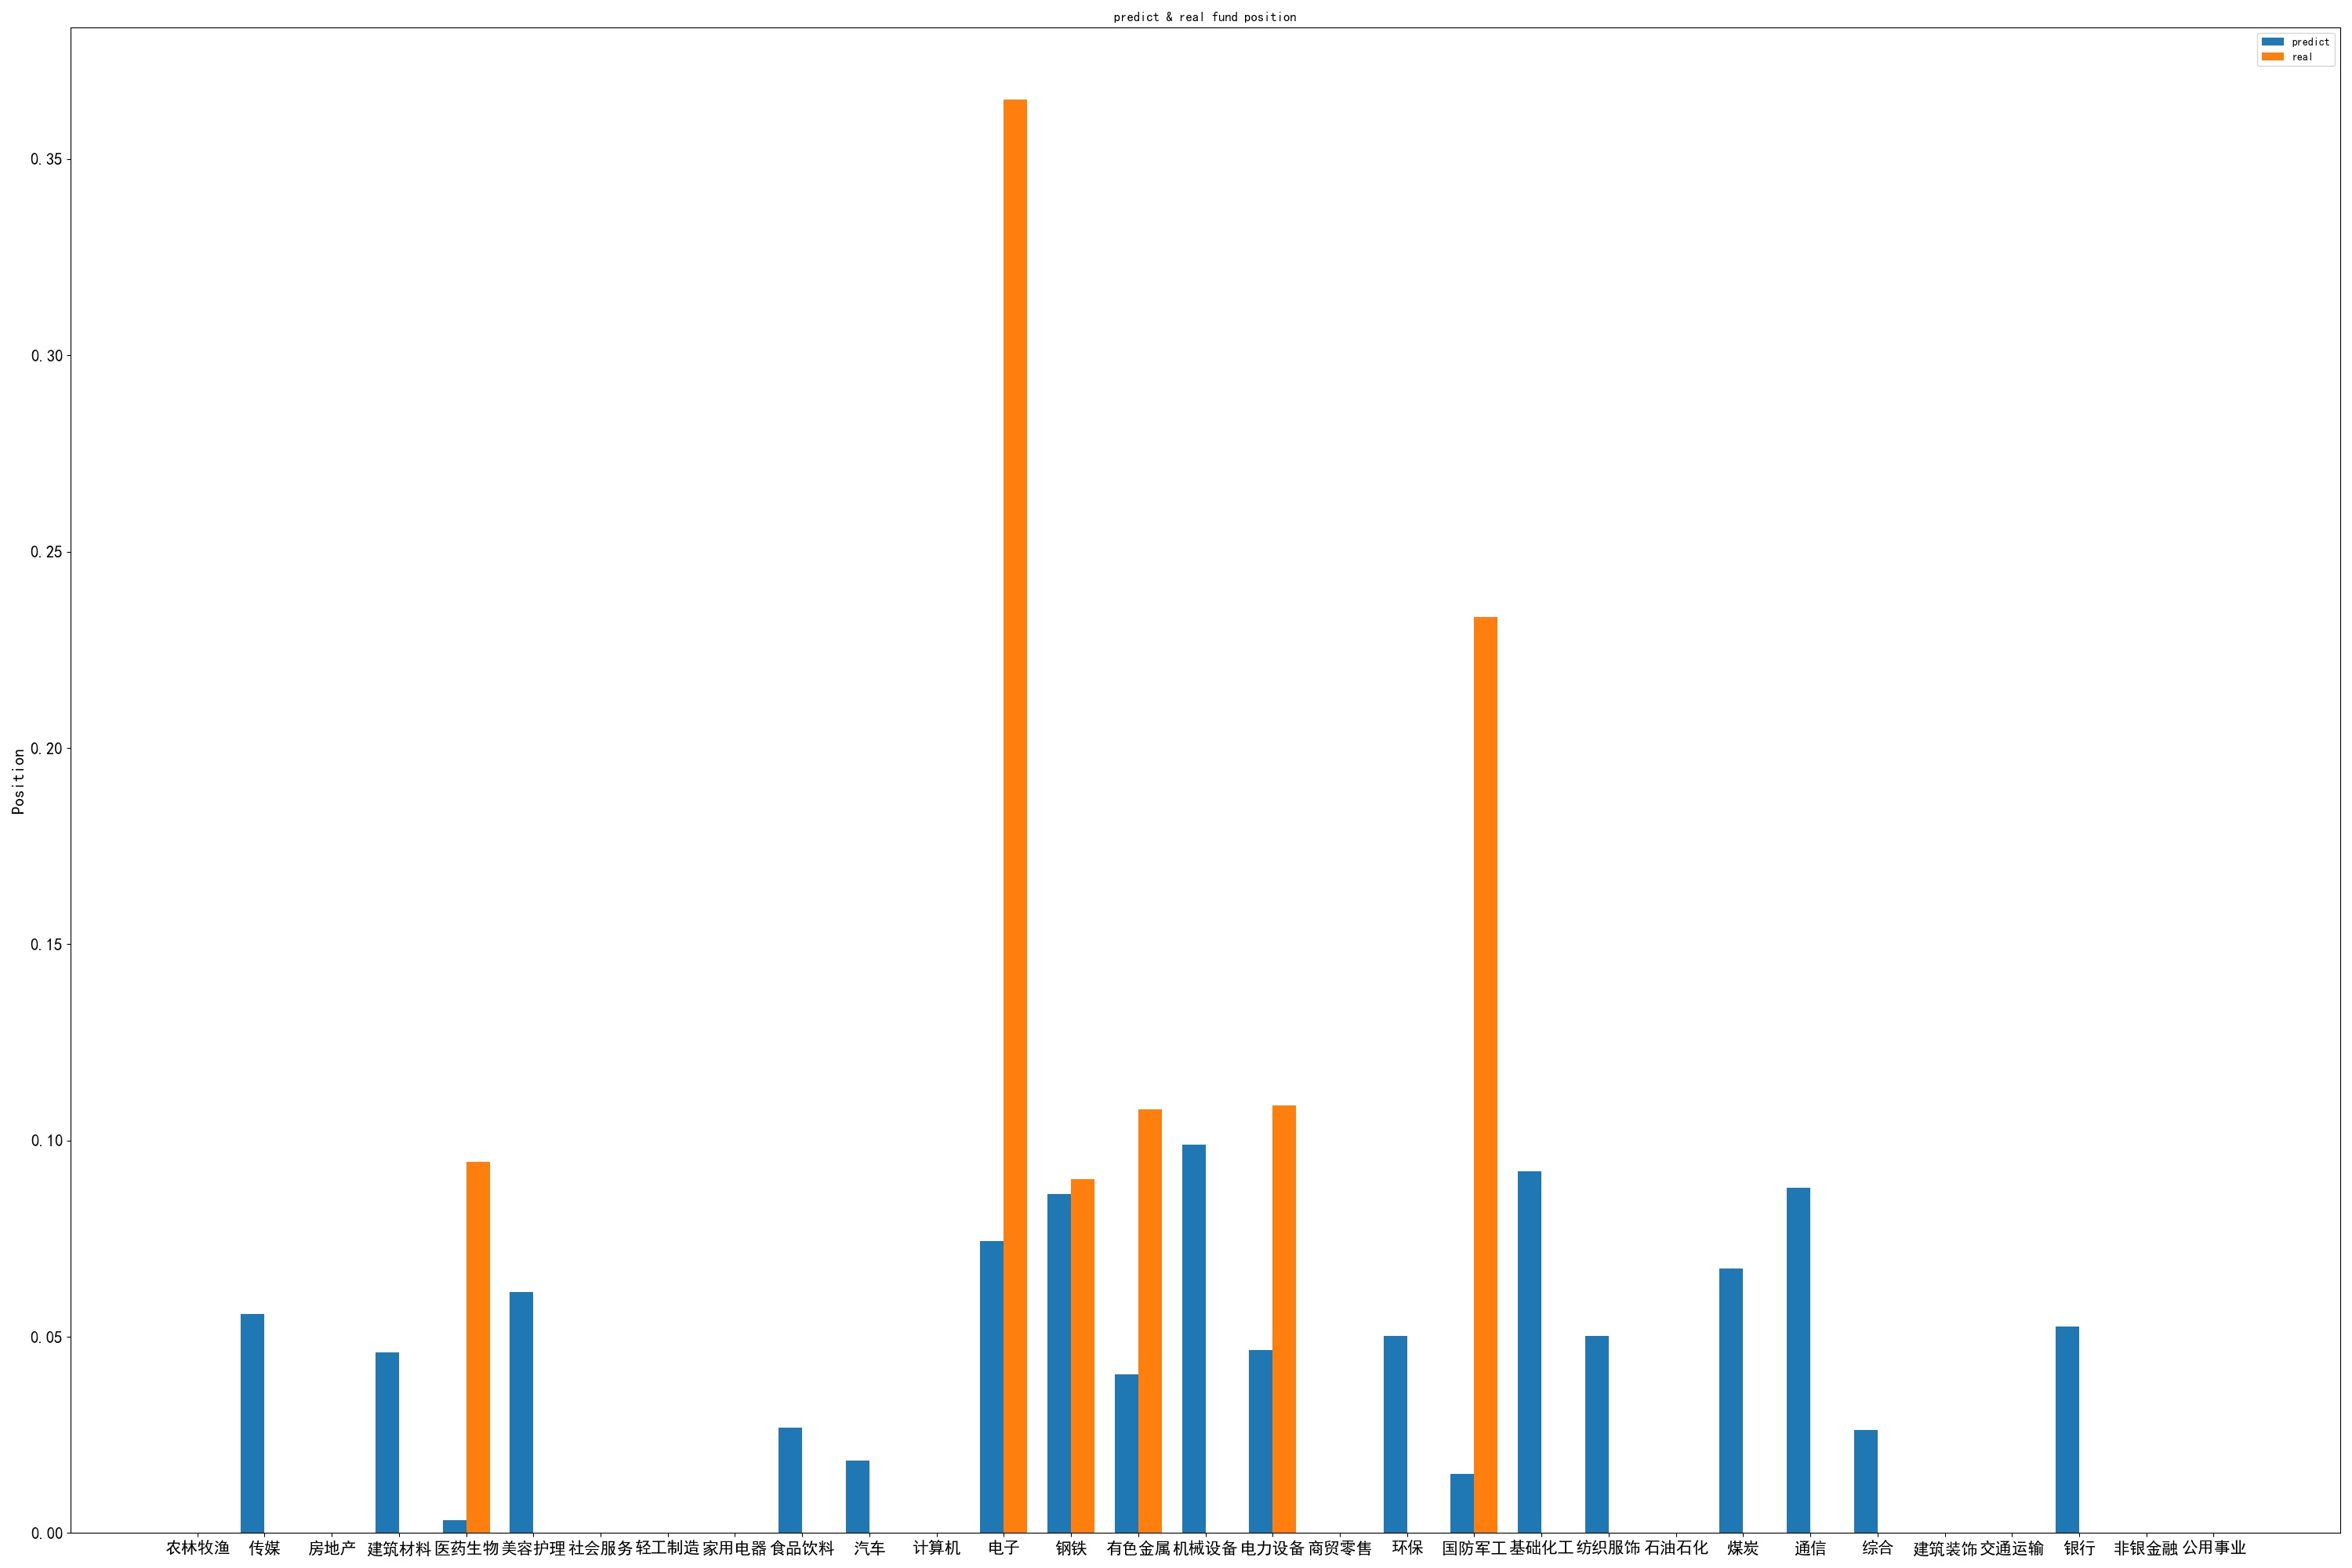 predict & real fund position
predict
real
0.35
0.30
0.25
0.20
0.15
0.10
0.05
0.00
Position
农林牧渔 传媒 房地产 建筑材料 医药生物 美容护理 社会服务 轻工制造 家用电器 食品饮料 汽车 计算机 电子 钢铁 有色金属 机械设备 电力设备 商贸零售 环保 国防军工 基础化工 纺织服饰 石油石化 煤炭 通信 综合 建筑装饰 交通运输 银行 非银金融 公用事业